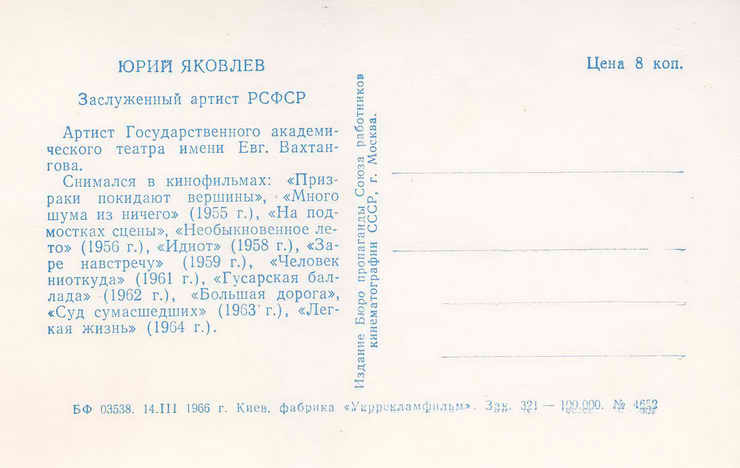 ЮРИЙ ЯКОВЛЕВ
Заслуженный артист РСФСР
Артист Государственного академи-
ческого театра имени Евг. Вахтан-
гова.
Снимался в кинофильмах: «Приз-
раки покидают вершины», «Много
шума из ничего» (1955 г.), «На под-
мостках сцены», «Необыкновенное ле-
то» (1956 г.), «Идиот» (1958 г.), «За-
ре навстречу» (1959 г.), «Человек
ниоткуда» (1961 г.), «Гусарская бал-
лада» (1962 г.), «Большая дорога»,
«Суд сумасшедших» (1963 г.), «Лег-
кая жизнь» (1964 г.).
Издание Бюро пропаганды Союза работников
кинематографии СССР, г. Москва.
Цена 8 коп.
БФ 03538. 14.III 1966 г. Киев, фабрика «Укррекламфильм». Зак. 321 — 100.000. № 4652